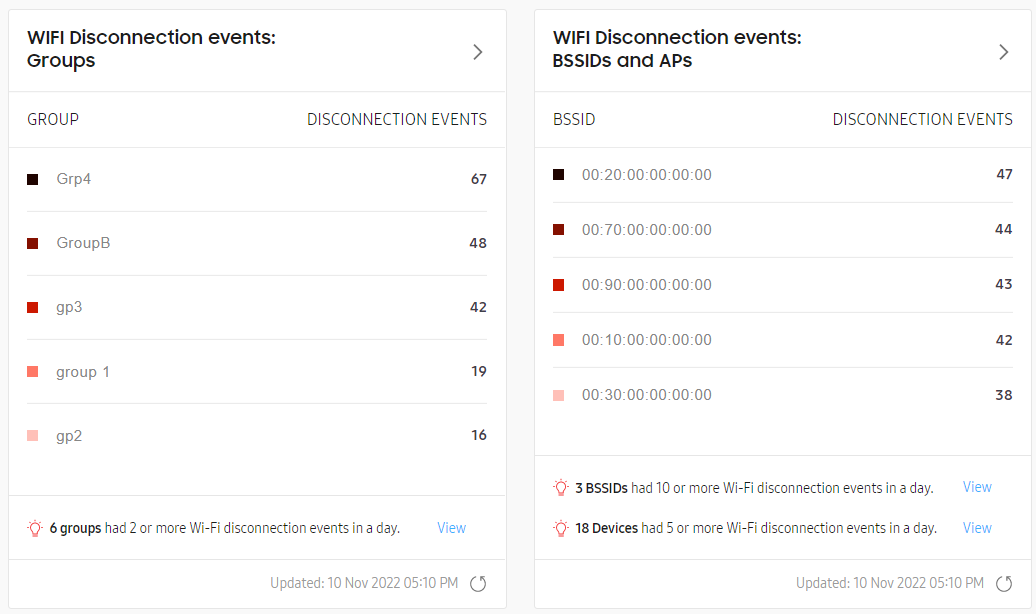 WIFI Disconnection events:
Groups
GROUP DISCONNECTION EVENTS
Grp4 67
GroupB 48
gp3 42
group 1 19
gp2 16
6 groups had 2 or more Wi-Fi disconnection events in a day. View
Updated: 10 Nov 2022 05:10 PM
WIFI Disconnection events:
BSSIDs and APs
BSSID DISCONNECTION EVENTS
00:20:00:00:00:00 47
00:70:00:00:00:00 44
00:90:00:00:00:00 43
00:10:00:00:00:00 42
00:30:00:00:00:00 38
3 BSSIDs had 10 or more Wi-Fi disconnection events in a day. View
18 Devices had 5 or more Wi-Fi disconnection events in a day. View
Updated: 10 Nov 2022 05:10 PM